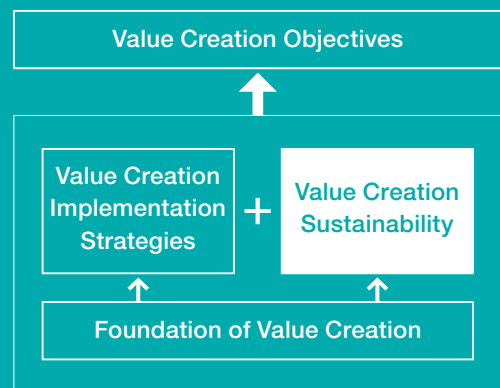 Value Creation Objectives
Value Creation
Implementation
Strategies
+
Value Creation
Sustainability
Foundation of Value Creation